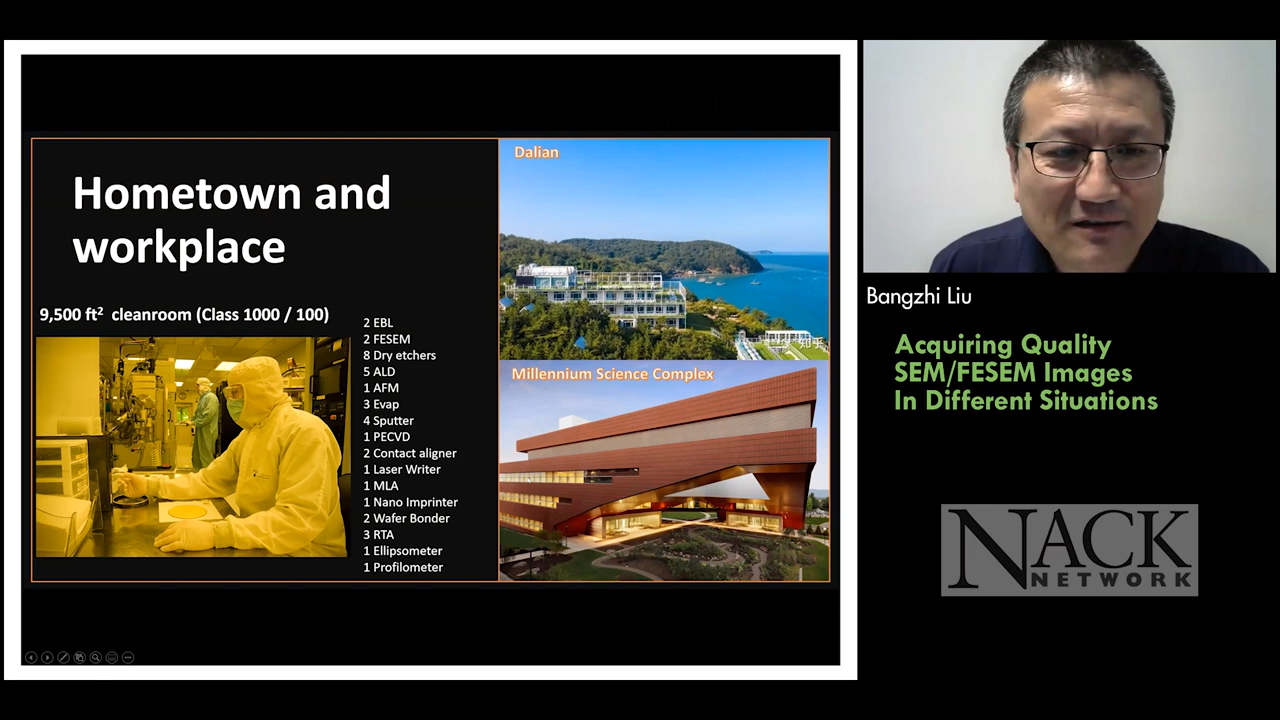 Hometown and
workplace
9,500 ft² cleanroom (Class 1000 / 100)
2 EBL
2 FESEM
8 Dry etchers
5 ALD
1 AFM
3 Evap
4 Sputter
1 PECVD
2 Contact aligner
1 Laser Writer
1 MLA
1 Nano Imprinter
2 Wafer Bonder
3 RTA
1 Ellipsometer
1 Profilometer
Dalian
Millennium Science Complex
Bangzhi Liu
Acquiring Quality
SEM/FESEM Images
In Different Situations
NACK
NETWORK